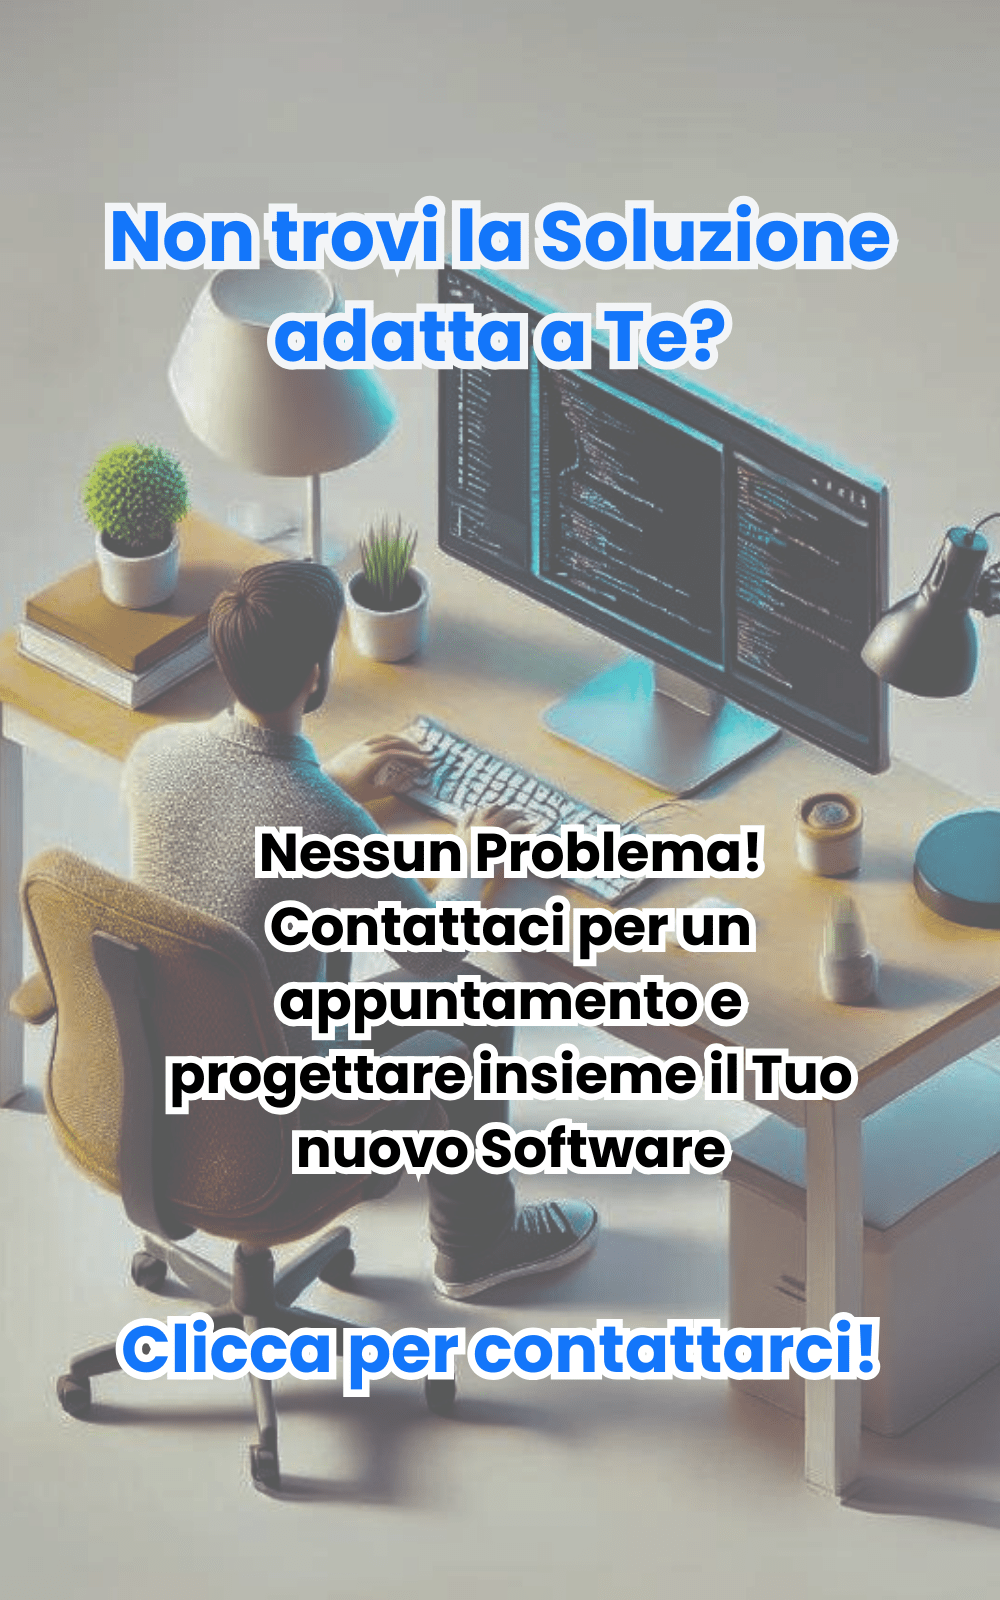 Non trovi la Soluzione
adatta a Te?
Nessun Problema!
Contattaci per un
appuntamento e
progettare insieme il Tuo
nuovo Software
Clicca per contattarci!